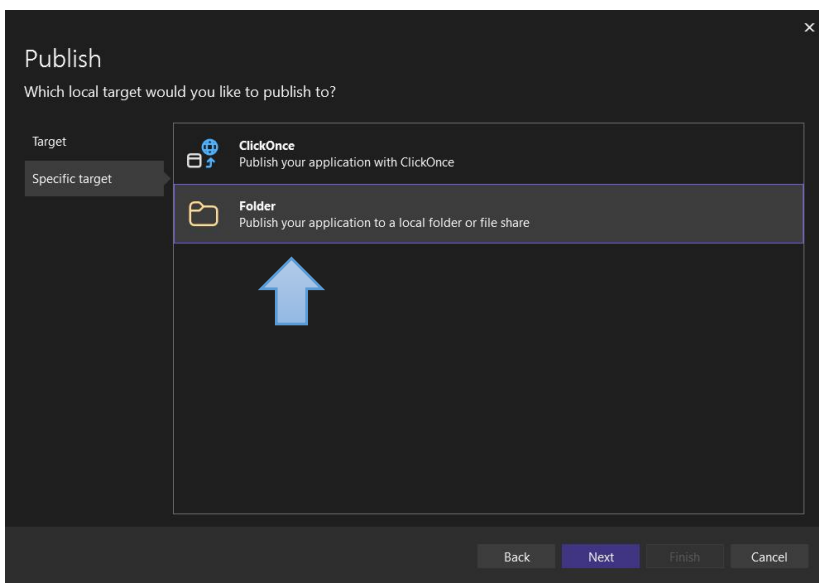 Publish
Which local target would you like to publish to?
Target
Specific target
ClickOnce
Publish your application with ClickOnce
Folder
Publish your application to a local folder or file share
Back
Next
Finish
Cancel